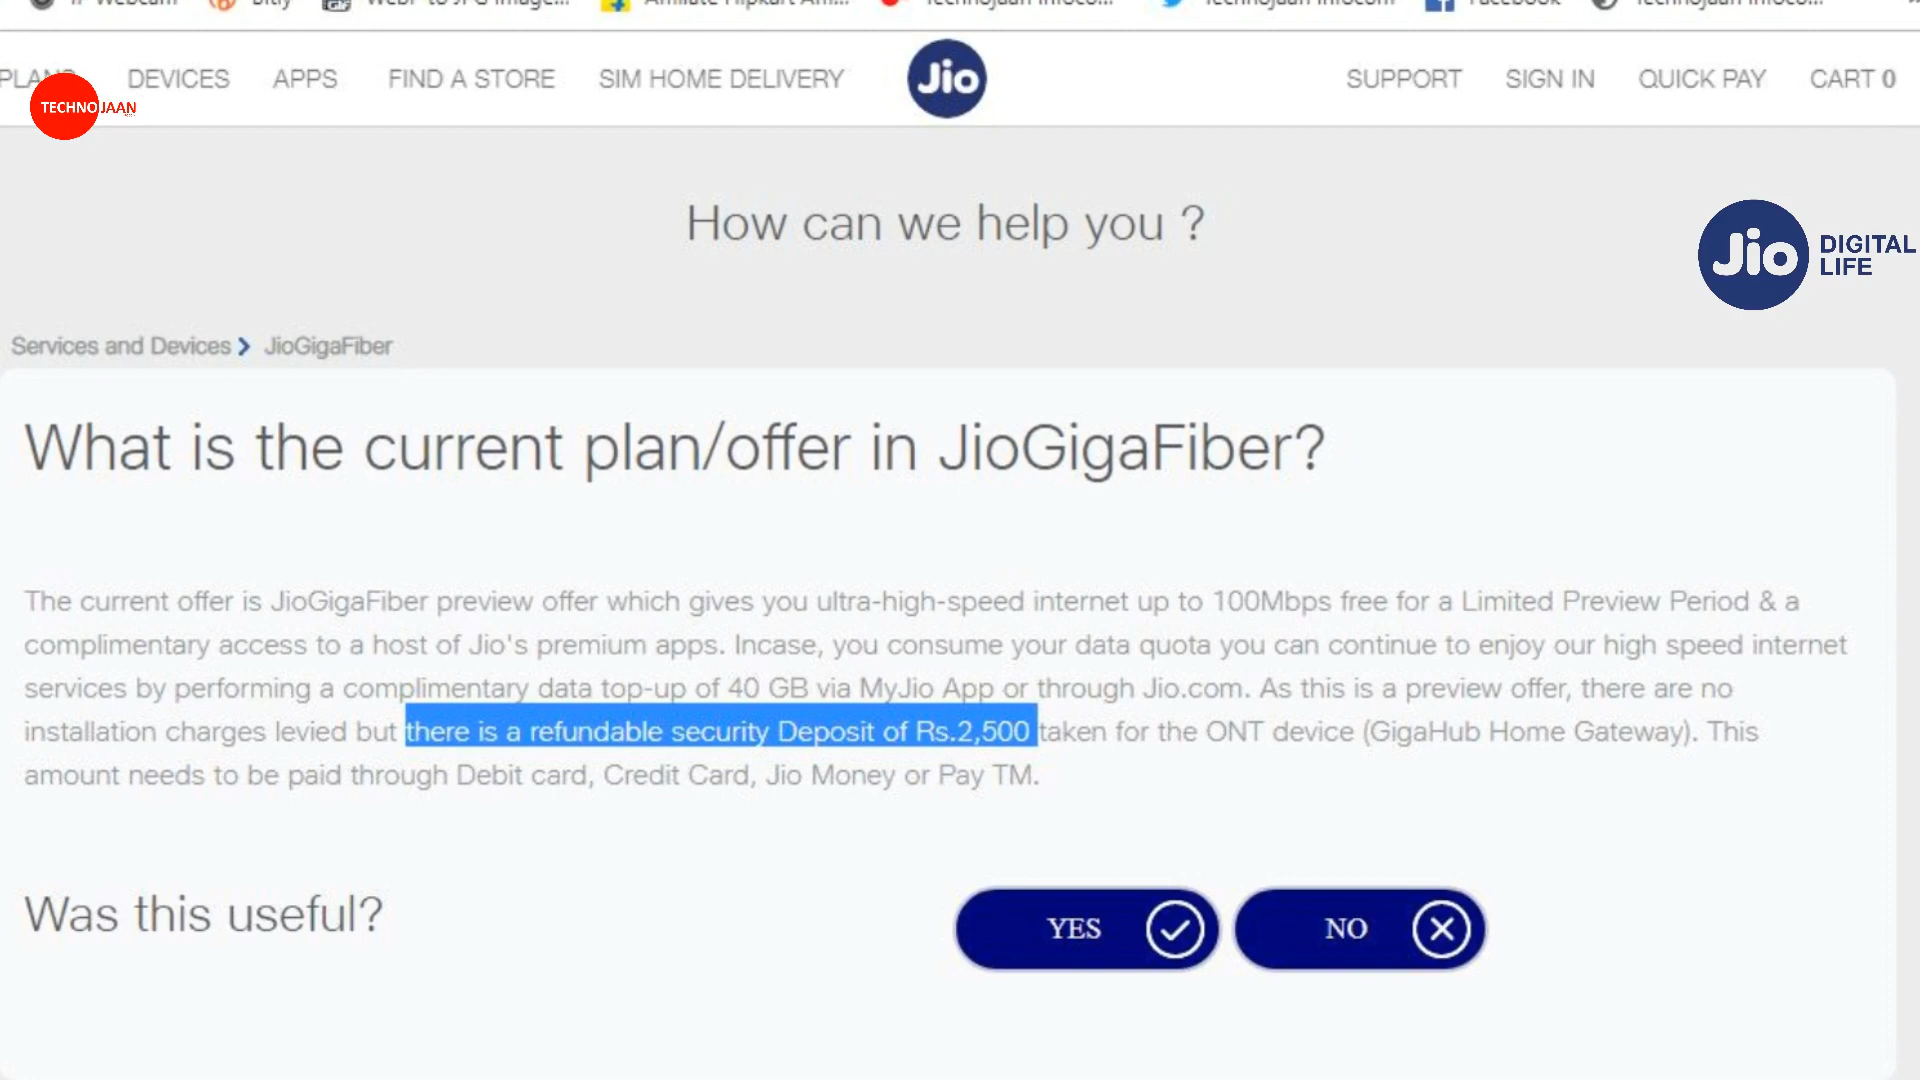 PLANS DEVICES APPS FIND A STORE SIM HOME DELIVERY Jio SUPPORT SIGN IN QUICK PAY CART 0
TECHNOJAAN
How can we help you ?
Jio DIGITAL
LIFE
Services and Devices > JioGigaFiber
What is the current plan/offer in JioGigaFiber?
The current offer is JioGigaFiber preview offer which gives you ultra-high-speed internet up to 100Mbps free for a Limited Preview Period & a
complimentary access to a host of Jio's premium apps. Incase, you consume your data quota you can continue to enjoy our high speed internet
services by performing a complimentary data top-up of 40 GB via MyJio App or through Jio.com. As this is a preview offer, there are no
installation charges levied but there is a refundable security Deposit of Rs.2,500 taken for the ONT device (GigaHub Home Gateway). This
amount needs to be paid through Debit card, Credit Card, Jio Money or Pay TM.
Was this useful?
YES NO